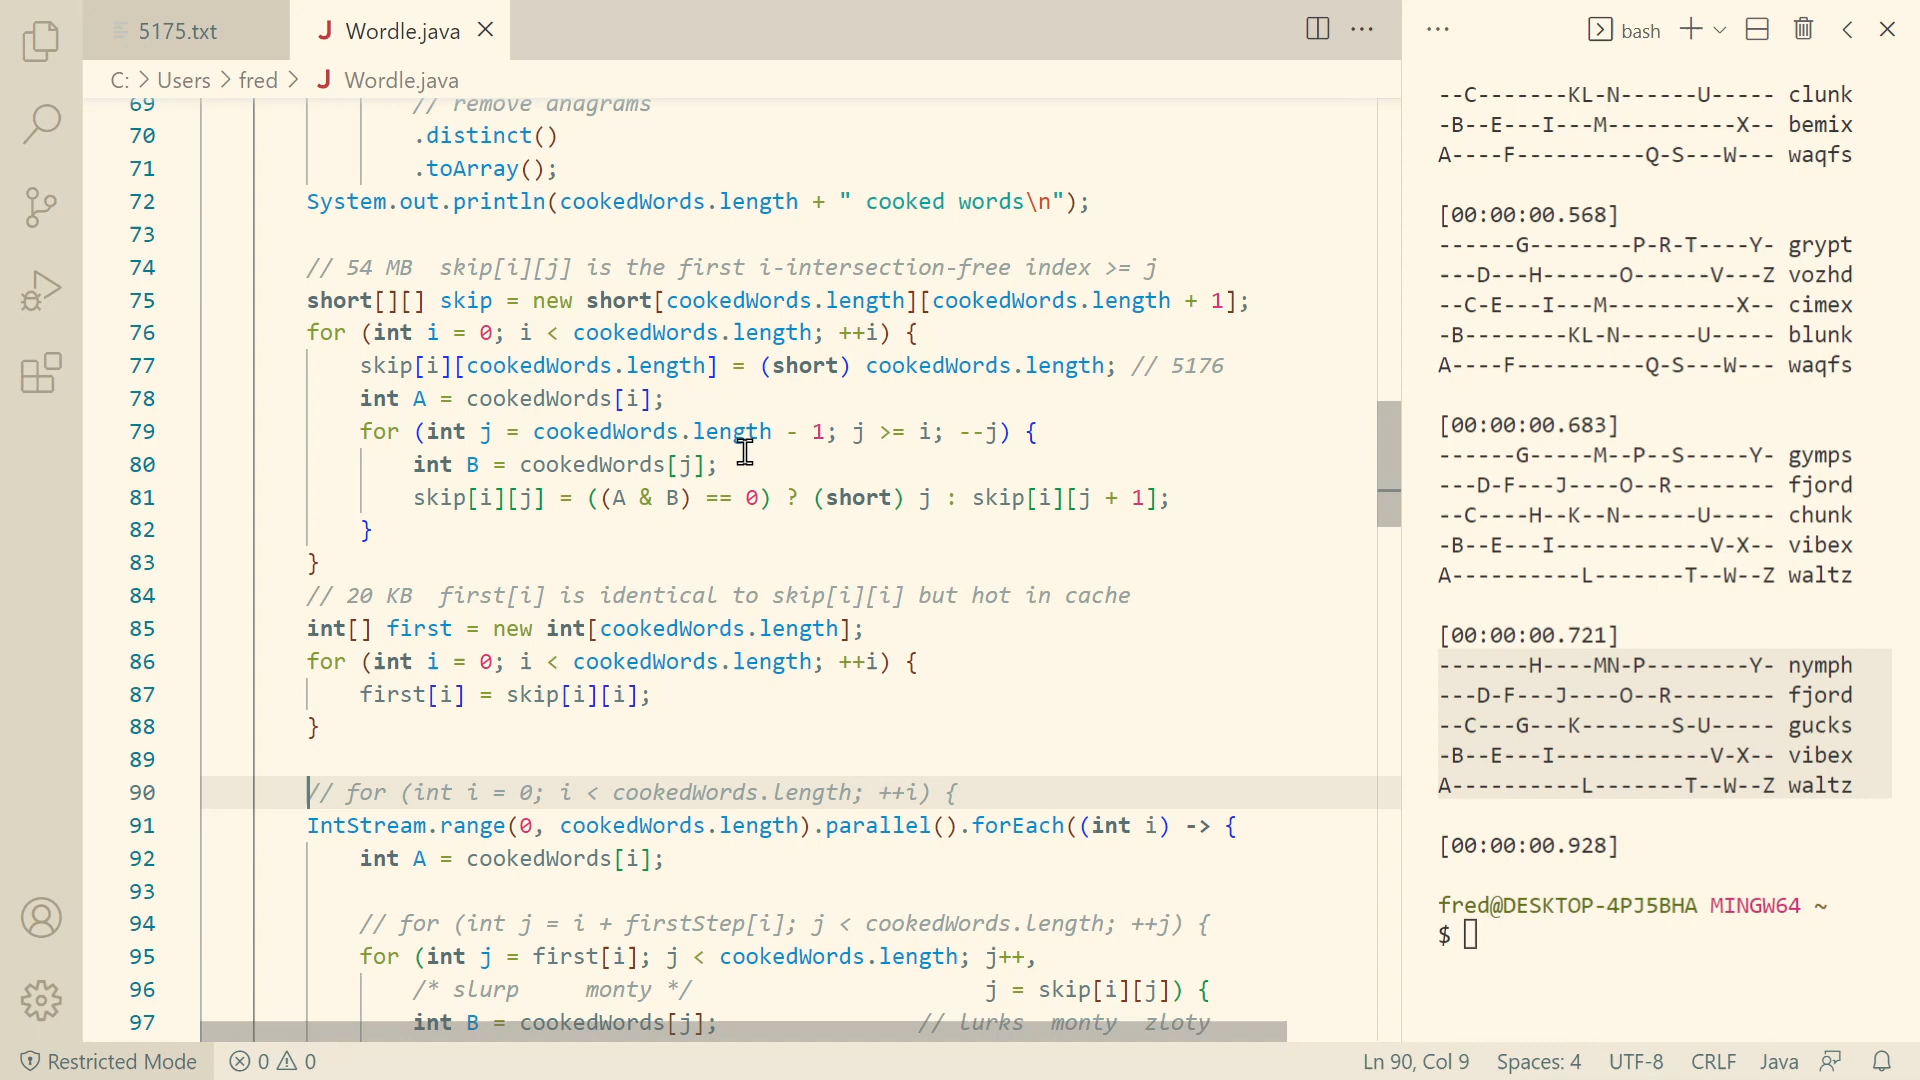 5175.txt
Wordle.java
bash
C: > Users > fred > Wordle.java
69 // remove anagrams
70 .distinct()
71 .toArray();
72 System.out.println(cookedWords.length + " cooked words\n");
73
74 // 54 MB  skip[i][j] is the first i-intersection-free index >= j
75 short[][] skip = new short[cookedWords.length][cookedWords.length + 1];
76 for (int i = 0; i < cookedWords.length; ++i) {
77 skip[i][cookedWords.length] = (short) cookedWords.length; // 5176
78 int A = cookedWords[i];
79 for (int j = cookedWords.length - 1; j >= i; --j) {
80 int B = cookedWords[j];
81 skip[i][j] = ((A & B) == 0) ? (short) j : skip[i][j + 1];
82 }
83 }
84 // 20 KB  first[i] is identical to skip[i][i] but hot in cache
85 int[] first = new int[cookedWords.length];
86 for (int i = 0; i < cookedWords.length; ++i) {
87 first[i] = skip[i][i];
88 }
89
90 // for (int i = 0; i < cookedWords.length; ++i) {
91 IntStream.range(0, cookedWords.length).parallel().forEach((int i) -> {
92 int A = cookedWords[i];
93
94 // for (int j = i + firstStep[i]; j < cookedWords.length; ++j) {
95 for (int j = first[i]; j < cookedWords.length; j++,
96 /* slurp     monty */                      j = skip[i][j]) {
97 int B = cookedWords[j];               // lurks  monty  zloty
--C-------KL-N------U----- clunk
-B--E---I---M----------X-- bemix
A----F----------Q-S---W--- waqfs
[00:00:00.568]
------G--------P-R-T----Y- grypt
---D---H------O------V---Z vozhd
--C-E---I---M----------X-- cimex
-B--------KL-N------U----- blunk
A----F----------Q-S---W--- waqfs
[00:00:00.683]
------G-----M--P--S-----Y- gymps
---D-F---J----O--R-------- fjord
--C----H--K--N------U----- chunk
-B--E---I------------V-X-- vibex
A----------L-------T--W--Z waltz
[00:00:00.721]
-------H----MN-P--------Y- nymph
---D-F---J----O--R-------- fjord
--C---G---K-------S-U----- gucks
-B--E---I------------V-X-- vibex
A----------L-------T--W--Z waltz
[00:00:00.928]
fred@DESKTOP-4PJ5BHA MINGW64 ~
$
Restricted Mode 0 0 Ln 90, Col 9 Spaces: 4 UTF-8 CRLF Java